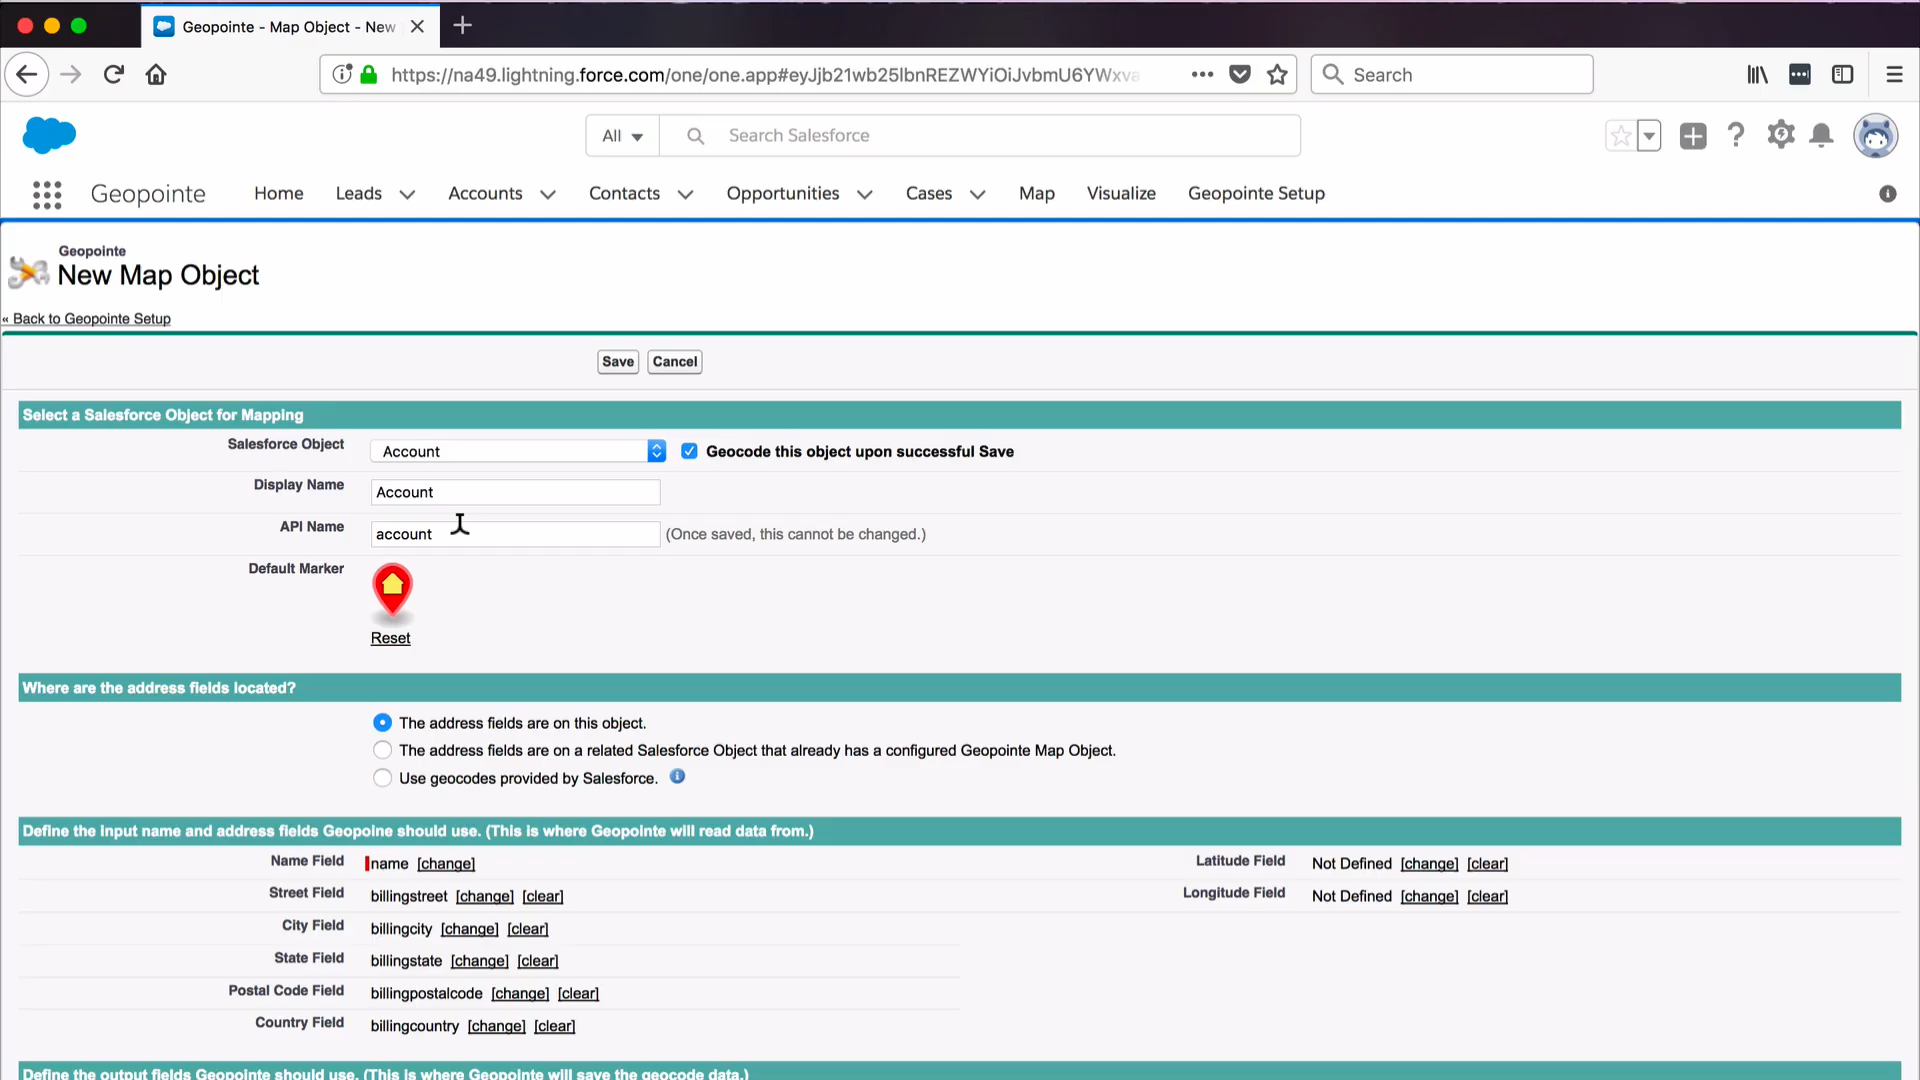 Geopointe - Map Object - New
https://na49.lightning.force.com/one/one.app#eyJjb21wb25lbnREZWYiOiJvbmU6YWxva
Search
All
Search Salesforce
Geopointe
Home
Leads
Accounts
Contacts
Opportunities
Cases
Map
Visualize
Geopointe Setup
Geopointe
New Map Object
« Back to Geopointe Setup
Save Cancel
Select a Salesforce Object for Mapping
Salesforce Object Account Geocode this object upon successful Save
Display Name Account
API Name account (Once saved, this cannot be changed.)
Default Marker
Reset
Where are the address fields located?
The address fields are on this object.
The address fields are on a related Salesforce Object that already has a configured Geopointe Map Object.
Use geocodes provided by Salesforce.
Define the input name and address fields Geopoine should use. (This is where Geopointe will read data from.)
Name Field name [change] Latitude Field Not Defined [change] [clear]
Street Field billingstreet [change] [clear] Longitude Field Not Defined [change] [clear]
City Field billingcity [change] [clear]
State Field billingstate [change] [clear]
Postal Code Field billingpostalcode [change] [clear]
Country Field billingcountry [change] [clear]
Define the output fields Geopointe should use. (This is where Geopointe will save the geocode data.)